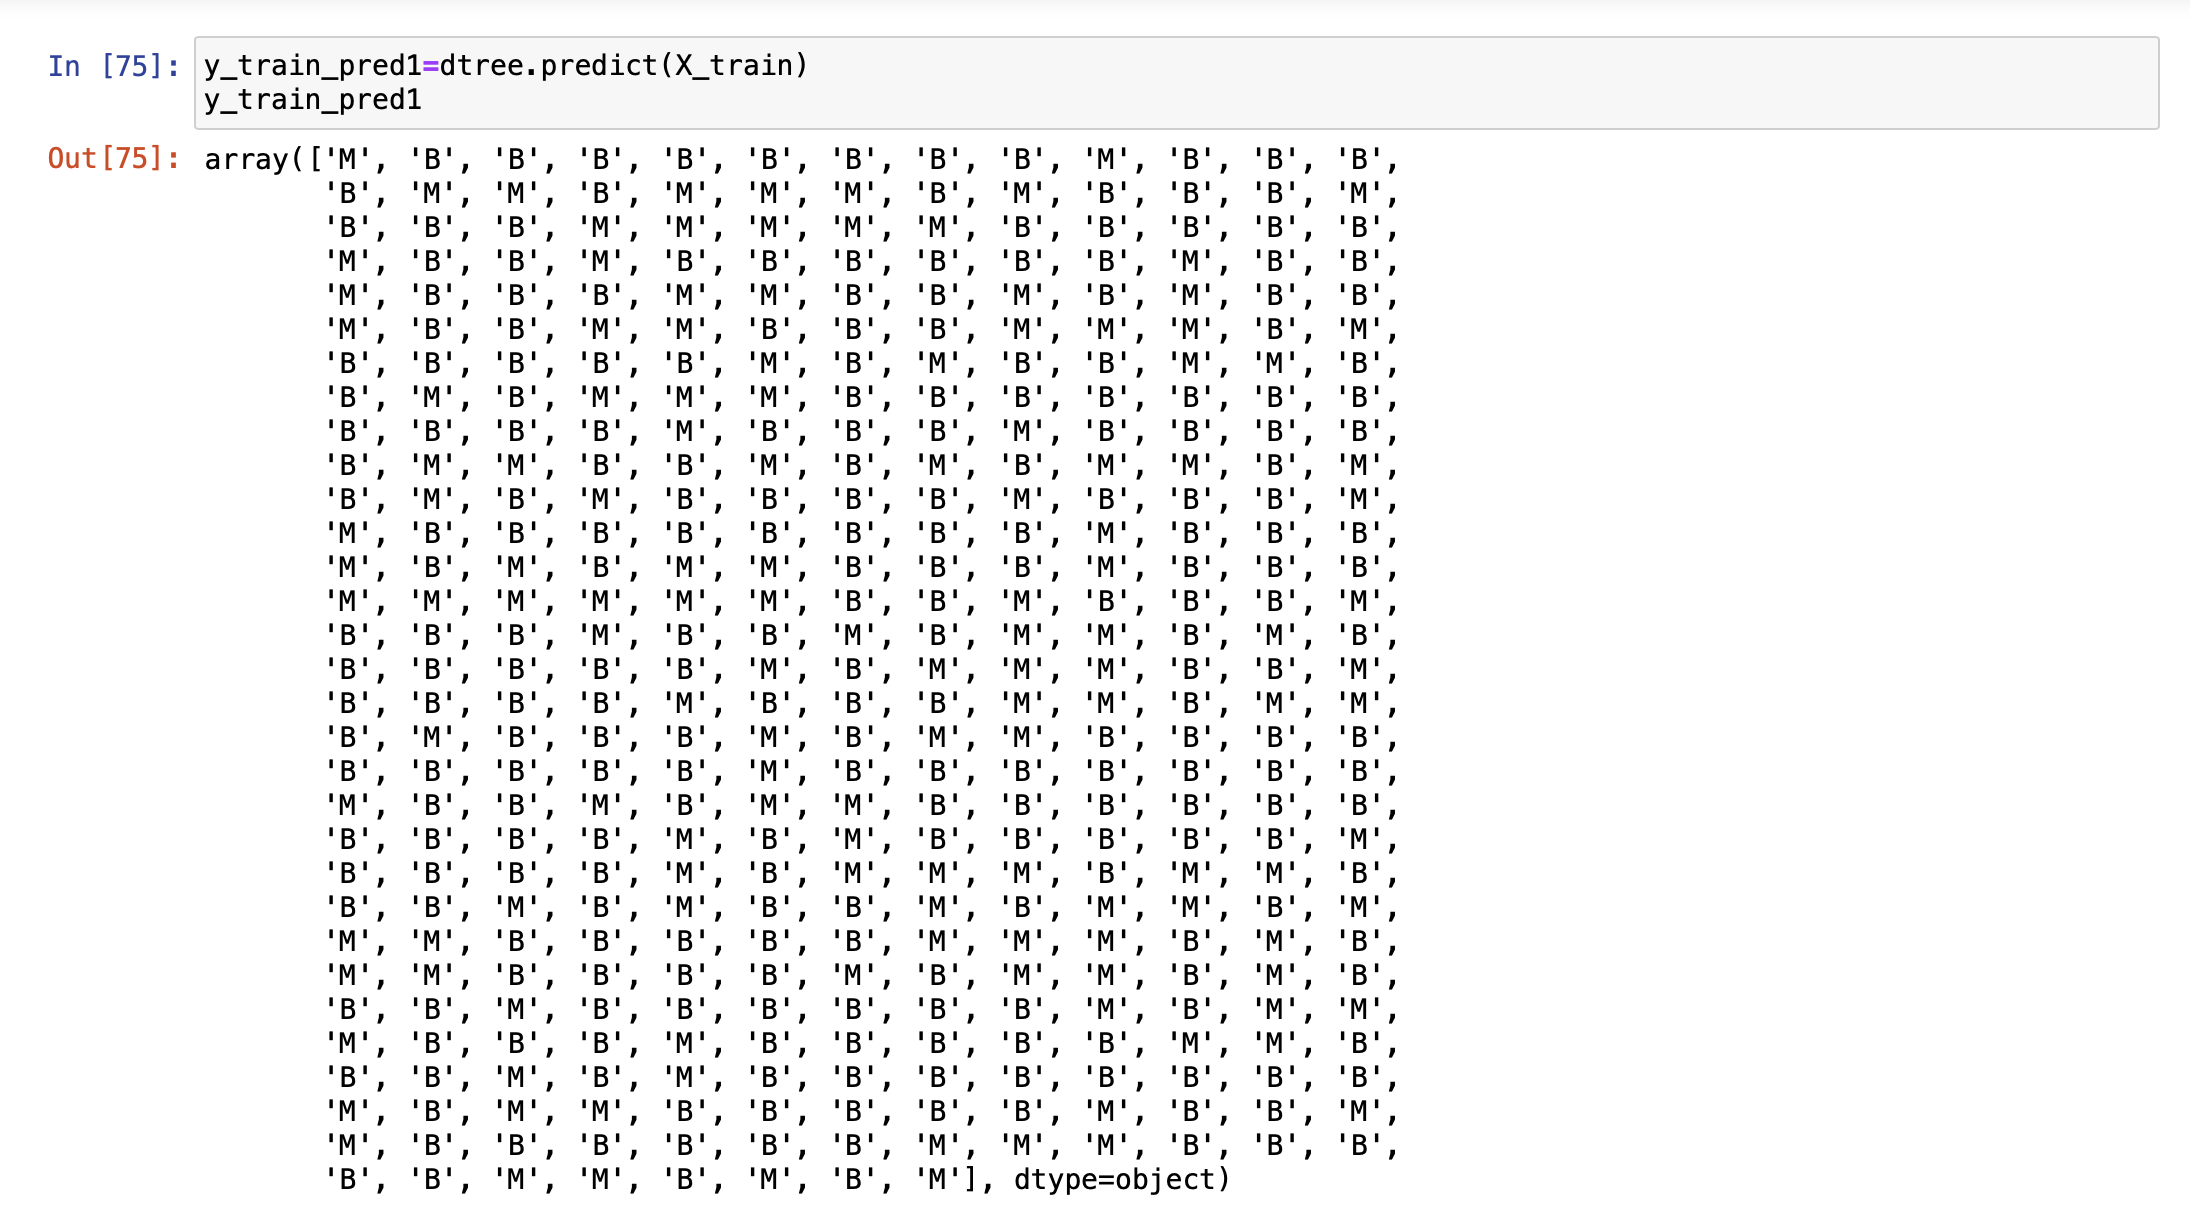 In [75]: y_train_pred1=dtree.predict(X_train)
y_train_pred1
Out[75]: array(['M', 'B', 'B', 'B', 'B', 'B', 'B', 'B', 'B', 'M', 'B', 'B', 'B',
'B', 'M', 'M', 'B', 'M', 'M', 'M', 'B', 'M', 'B', 'B', 'B', 'M',
'B', 'B', 'B', 'M', 'M', 'M', 'M', 'M', 'B', 'B', 'B', 'B', 'B',
'M', 'B', 'B', 'M', 'B', 'B', 'B', 'B', 'B', 'B', 'M', 'B', 'B',
'M', 'B', 'B', 'B', 'M', 'M', 'B', 'B', 'M', 'B', 'M', 'B', 'B',
'M', 'B', 'B', 'M', 'M', 'B', 'B', 'B', 'M', 'M', 'M', 'B', 'M',
'B', 'B', 'B', 'B', 'B', 'M', 'B', 'M', 'B', 'B', 'M', 'M', 'B',
'B', 'M', 'B', 'M', 'M', 'M', 'B', 'B', 'B', 'B', 'B', 'B', 'B',
'B', 'B', 'B', 'B', 'M', 'B', 'B', 'B', 'M', 'B', 'B', 'B', 'B',
'B', 'M', 'M', 'B', 'B', 'M', 'B', 'M', 'B', 'M', 'M', 'B', 'M',
'B', 'M', 'B', 'M', 'B', 'B', 'B', 'B', 'M', 'B', 'B', 'B', 'M',
'M', 'B', 'B', 'B', 'B', 'B', 'B', 'B', 'B', 'M', 'B', 'B', 'B',
'M', 'B', 'M', 'B', 'M', 'M', 'B', 'B', 'B', 'M', 'B', 'B', 'B',
'M', 'M', 'M', 'M', 'M', 'M', 'B', 'B', 'M', 'B', 'B', 'B', 'M',
'B', 'B', 'B', 'M', 'B', 'B', 'M', 'B', 'M', 'M', 'B', 'M', 'B',
'B', 'B', 'B', 'B', 'B', 'M', 'B', 'M', 'M', 'M', 'B', 'B', 'M',
'B', 'B', 'B', 'B', 'M', 'B', 'B', 'B', 'M', 'M', 'B', 'M', 'M',
'B', 'M', 'B', 'B', 'B', 'M', 'B', 'M', 'M', 'B', 'B', 'B', 'B',
'B', 'B', 'B', 'B', 'B', 'M', 'B', 'B', 'B', 'B', 'B', 'B', 'B',
'M', 'B', 'B', 'M', 'B', 'M', 'M', 'B', 'B', 'B', 'B', 'B', 'B',
'B', 'B', 'B', 'B', 'M', 'B', 'M', 'B', 'B', 'B', 'B', 'B', 'M',
'B', 'B', 'B', 'B', 'M', 'B', 'M', 'M', 'M', 'B', 'M', 'M', 'B',
'B', 'B', 'M', 'B', 'M', 'B', 'B', 'M', 'B', 'M', 'M', 'B', 'M',
'M', 'M', 'B', 'B', 'B', 'B', 'B', 'M', 'M', 'M', 'B', 'M', 'B',
'M', 'M', 'B', 'B', 'B', 'B', 'M', 'B', 'M', 'M', 'B', 'M', 'B',
'B', 'B', 'M', 'B', 'B', 'B', 'B', 'B', 'B', 'M', 'B', 'M', 'M',
'M', 'B', 'B', 'B', 'M', 'B', 'B', 'B', 'B', 'B', 'M', 'M', 'B',
'B', 'B', 'M', 'B', 'M', 'B', 'B', 'B', 'B', 'B', 'B', 'B', 'B',
'M', 'B', 'M', 'M', 'B', 'B', 'B', 'B', 'B', 'M', 'B', 'B', 'M',
'M', 'B', 'B', 'B', 'B', 'B', 'B', 'M', 'M', 'M', 'B', 'B', 'B',
'B', 'B', 'M', 'M', 'B', 'M', 'B', 'M'], dtype=object)